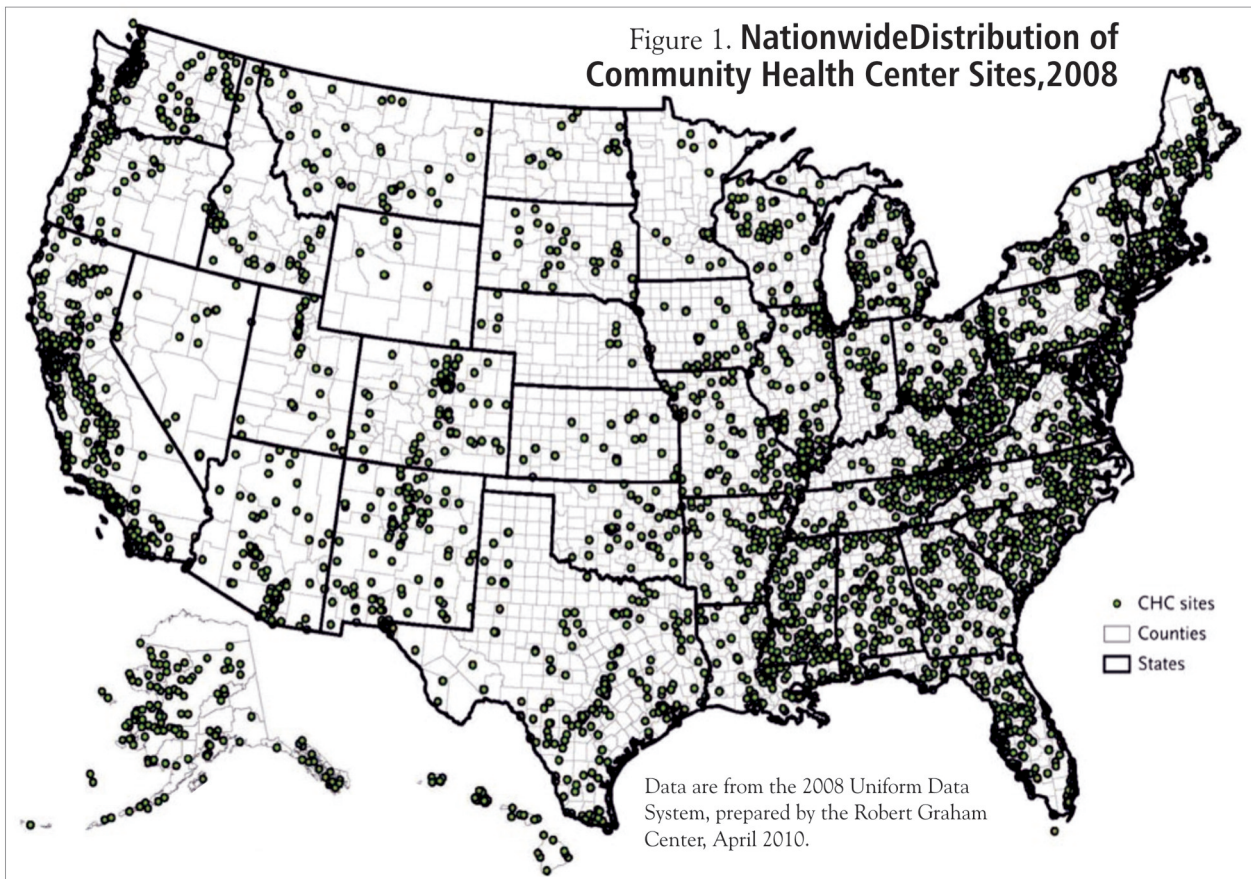 Figure 1. NationwideDistribution of
Community Health Center Sites,2008
CHC sites
Counties
States
Data are from the 2008 Uniform Data
System, prepared by the Robert Graham
Center, April 2010.